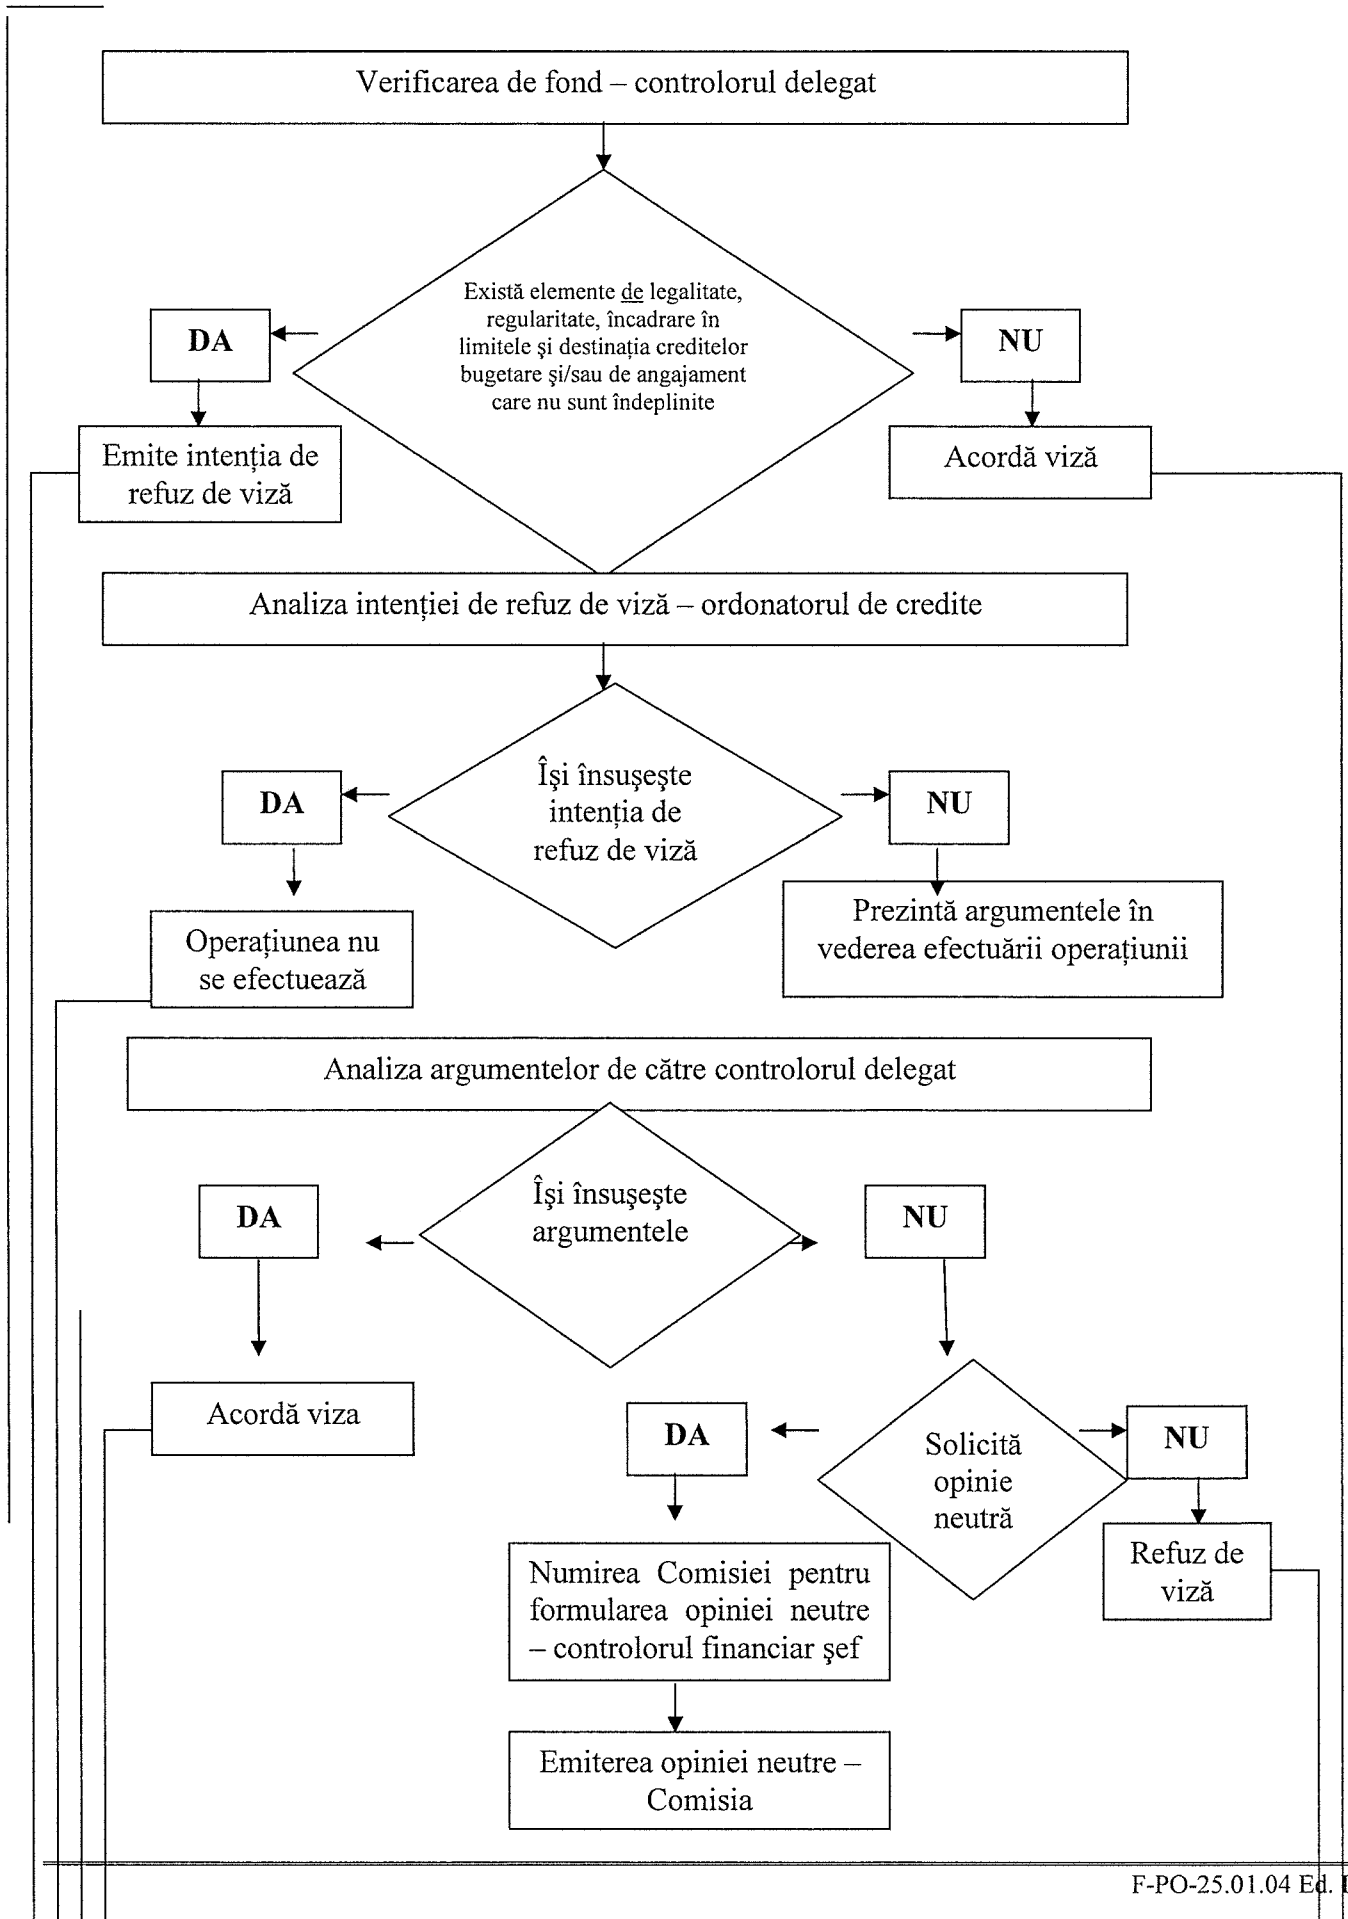 Verificarea de fond – controlorul delegat
Există elemente de legalitate,
regularitate, încadrare în
limitele şi destinaţia creditelor
bugetare şi/sau de angajament
care nu sunt îndeplinite
DA
NU
Emite intenţia de
refuz de viză
Acordă viză
Analiza intenţiei de refuz de viză – ordonatorul de credite
Îşi însuşeşte
intenţia de
refuz de viză
DA
NU
Operaţiunea nu
se efectuează
Prezintă argumentele în
vederea efectuării operaţiunii
Analiza argumentelor de către controlorul delegat
Îşi însuşeşte
argumentele
DA
NU
Acordă viza
Solicită
opinie
neutră
DA
NU
Numirea Comisiei pentru
formularea opiniei neutre
– controlorul financiar şef
Refuz de
viză
Emiterea opiniei neutre –
Comisia
F-PO-25.01.04 Ed. I